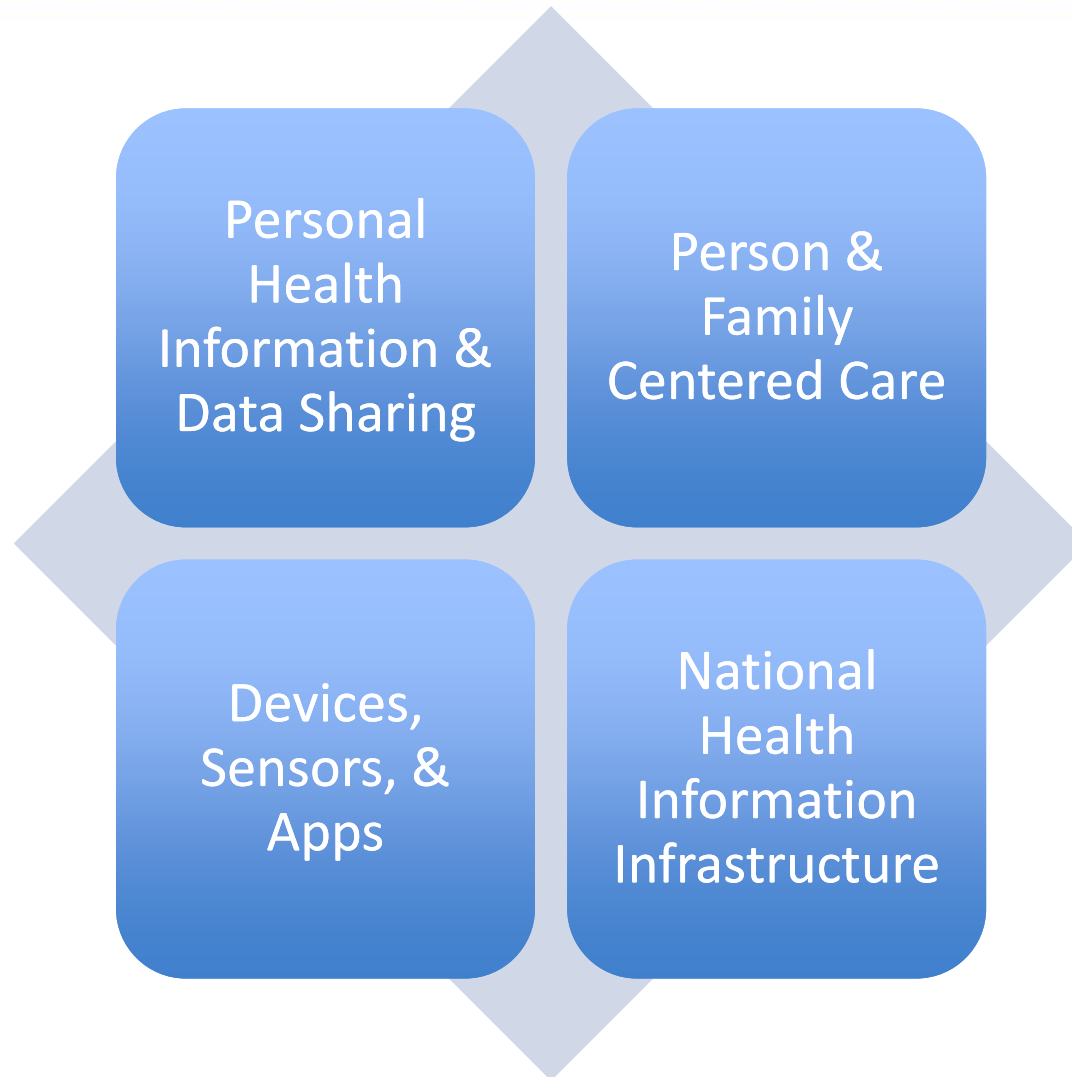 Personal
Health
Information &
Data Sharing
Person &
Family
Centered Care
Devices,
Sensors, &
Apps
National
Health
Information
Infrastructure